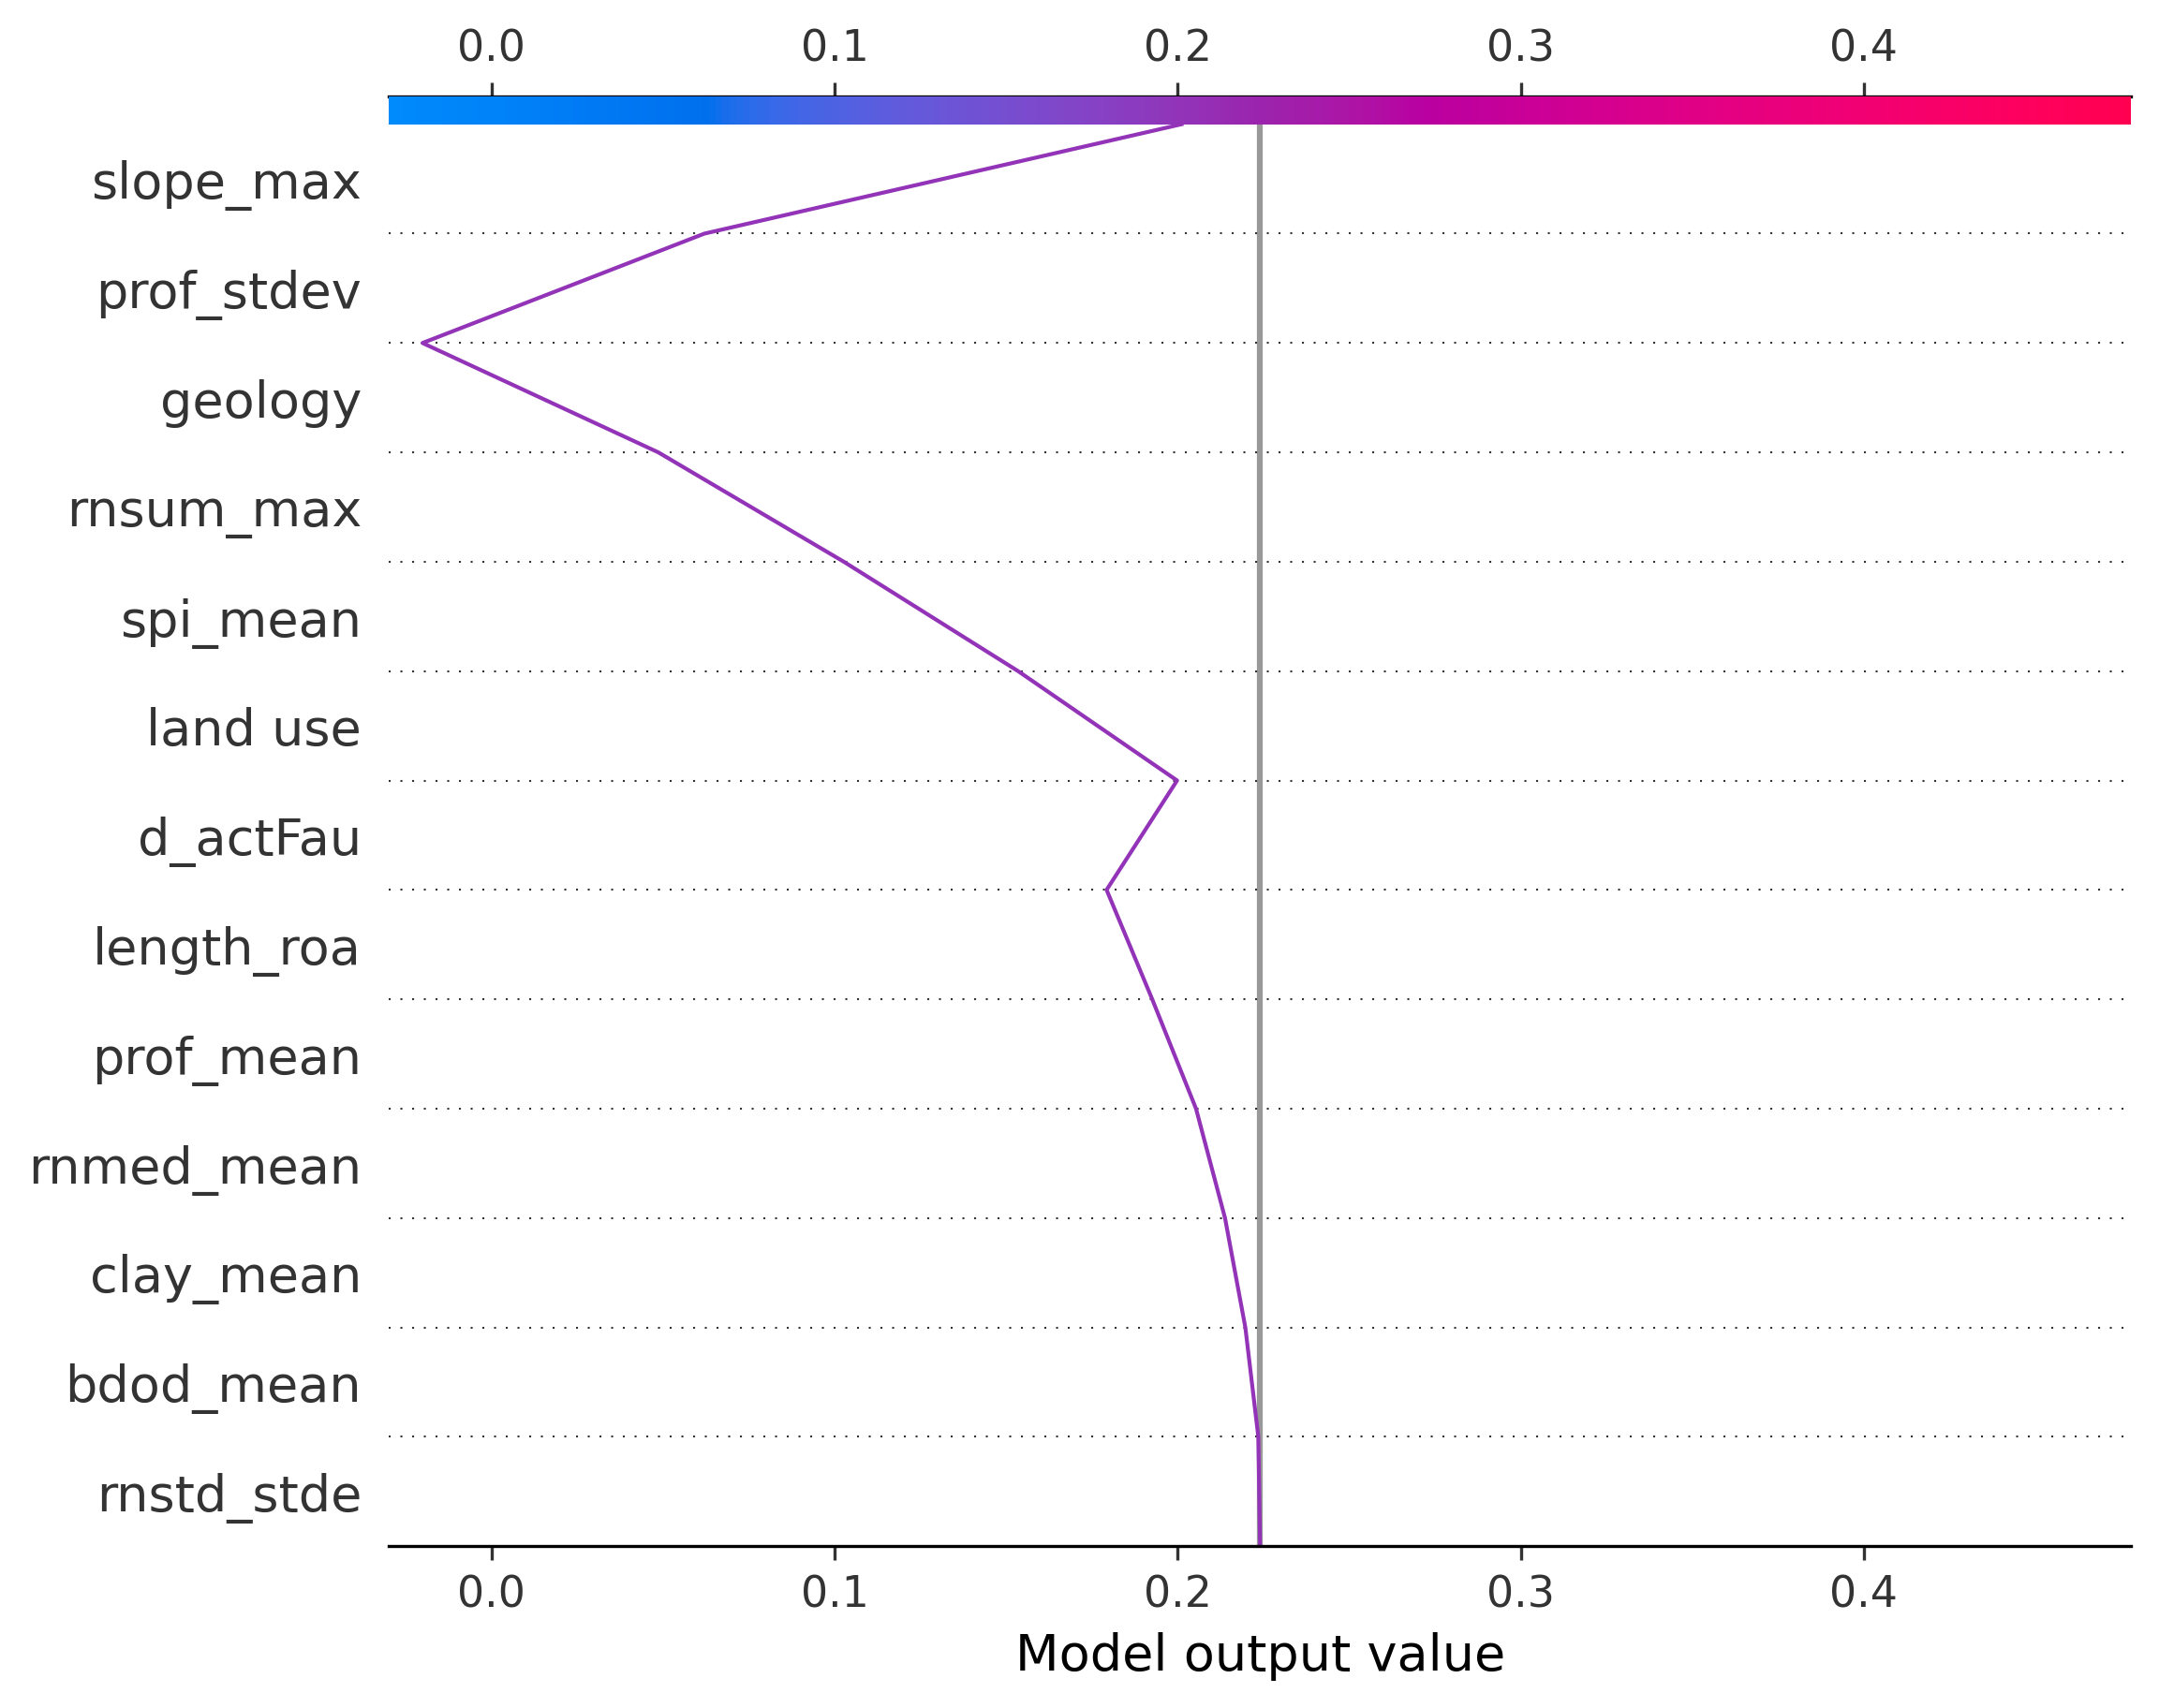 0.0 0.1 0.2 0.3 0.4
slope_max
prof_stdev
geology
rnsum_max
spi_mean
land use
d_actFau
length_roa
prof_mean
rnmed_mean
clay_mean
bdod_mean
rnstd_stde
0.0 0.1 0.2 0.3 0.4
Model output value